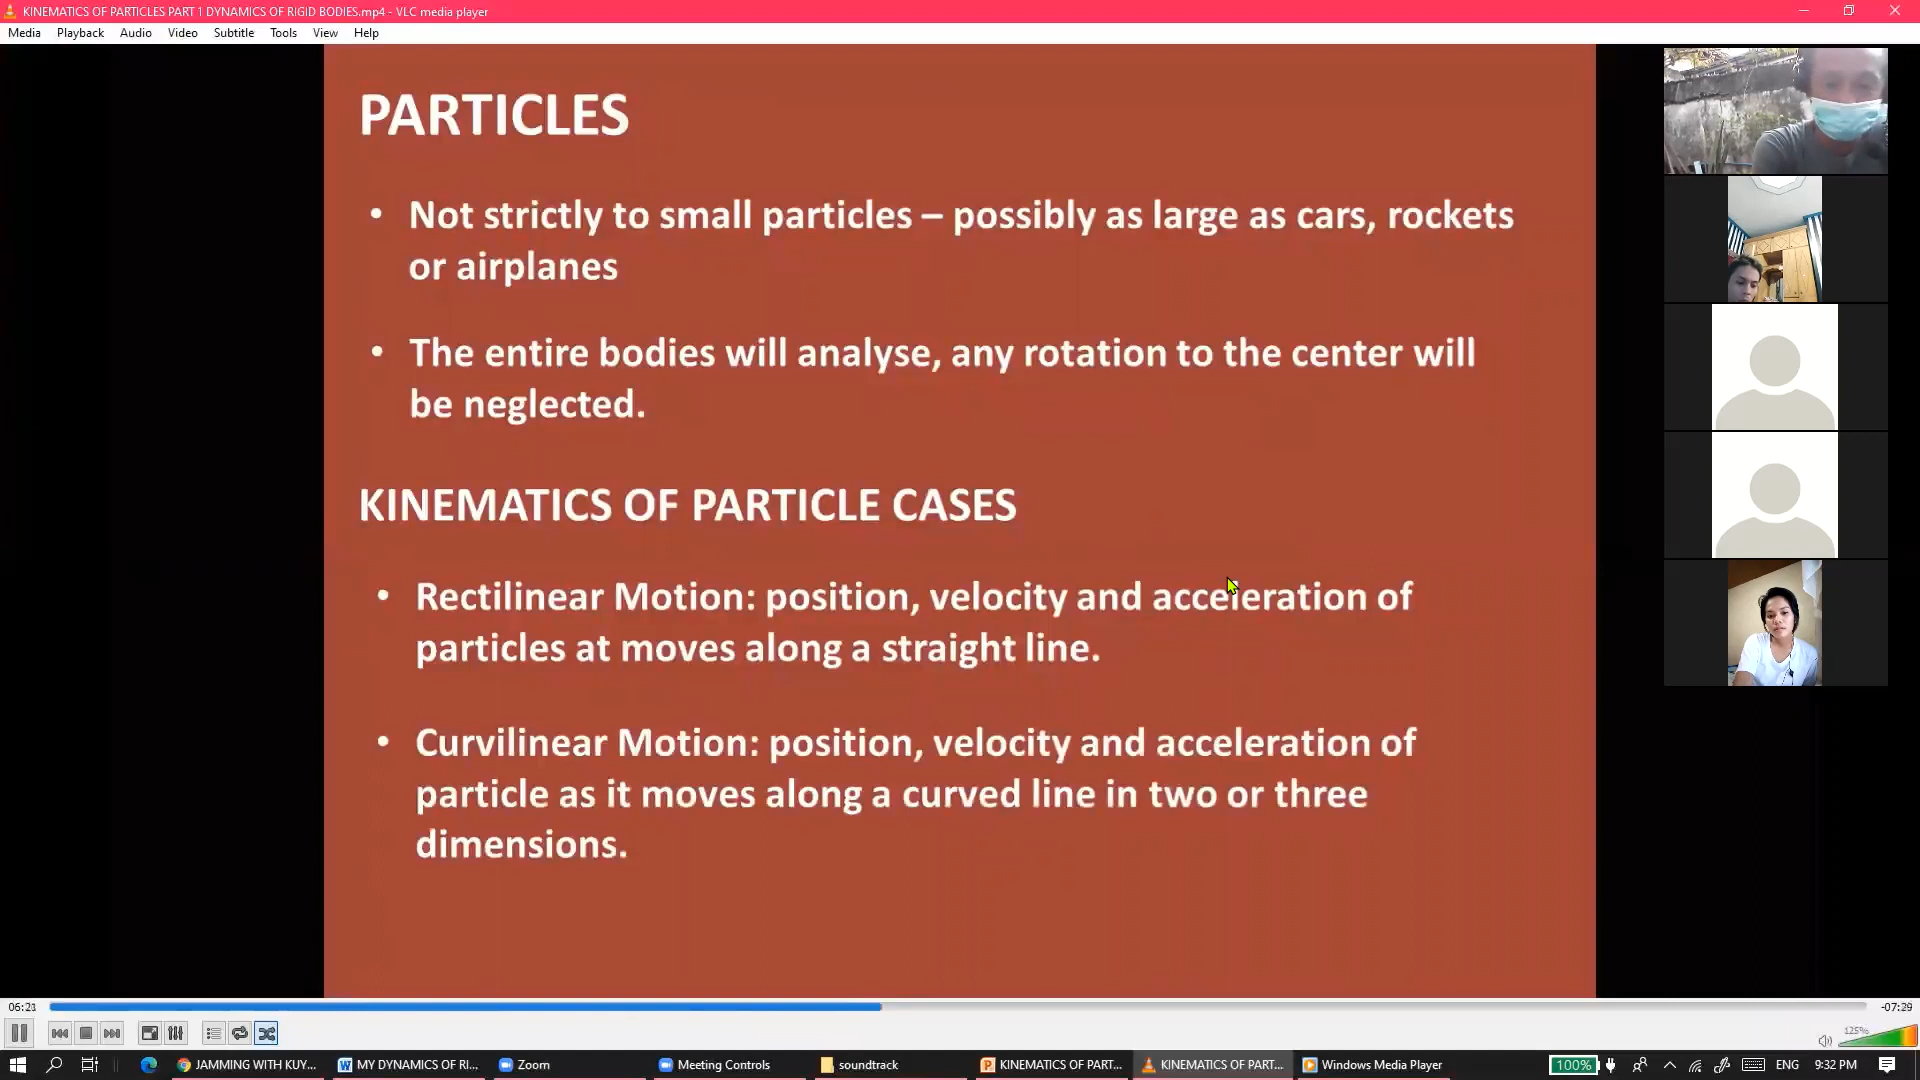 KINEMATICS OF PARTICLES PART 1 DYNAMICS OF RIGID BODIES.mp4 - VLC media player
Media Playback Audio Video Subtitle Tools View Help
PARTICLES
• Not strictly to small particles – possibly as large as cars, rockets
or airplanes
• The entire bodies will analyse, any rotation to the center will
be neglected.
KINEMATICS OF PARTICLE CASES
• Rectilinear Motion: position, velocity and acceleration of
particles at moves along a straight line.
• Curvilinear Motion: position, velocity and acceleration of
particle as it moves along a curved line in two or three
dimensions.
06:21
-07:29
125%
JAMMING WITH KUY... MY DYNAMICS OF RI... Zoom Meeting Controls soundtrack KINEMATICS OF PART... KINEMATICS OF PART... Windows Media Player 100% ENG 9:32 PM